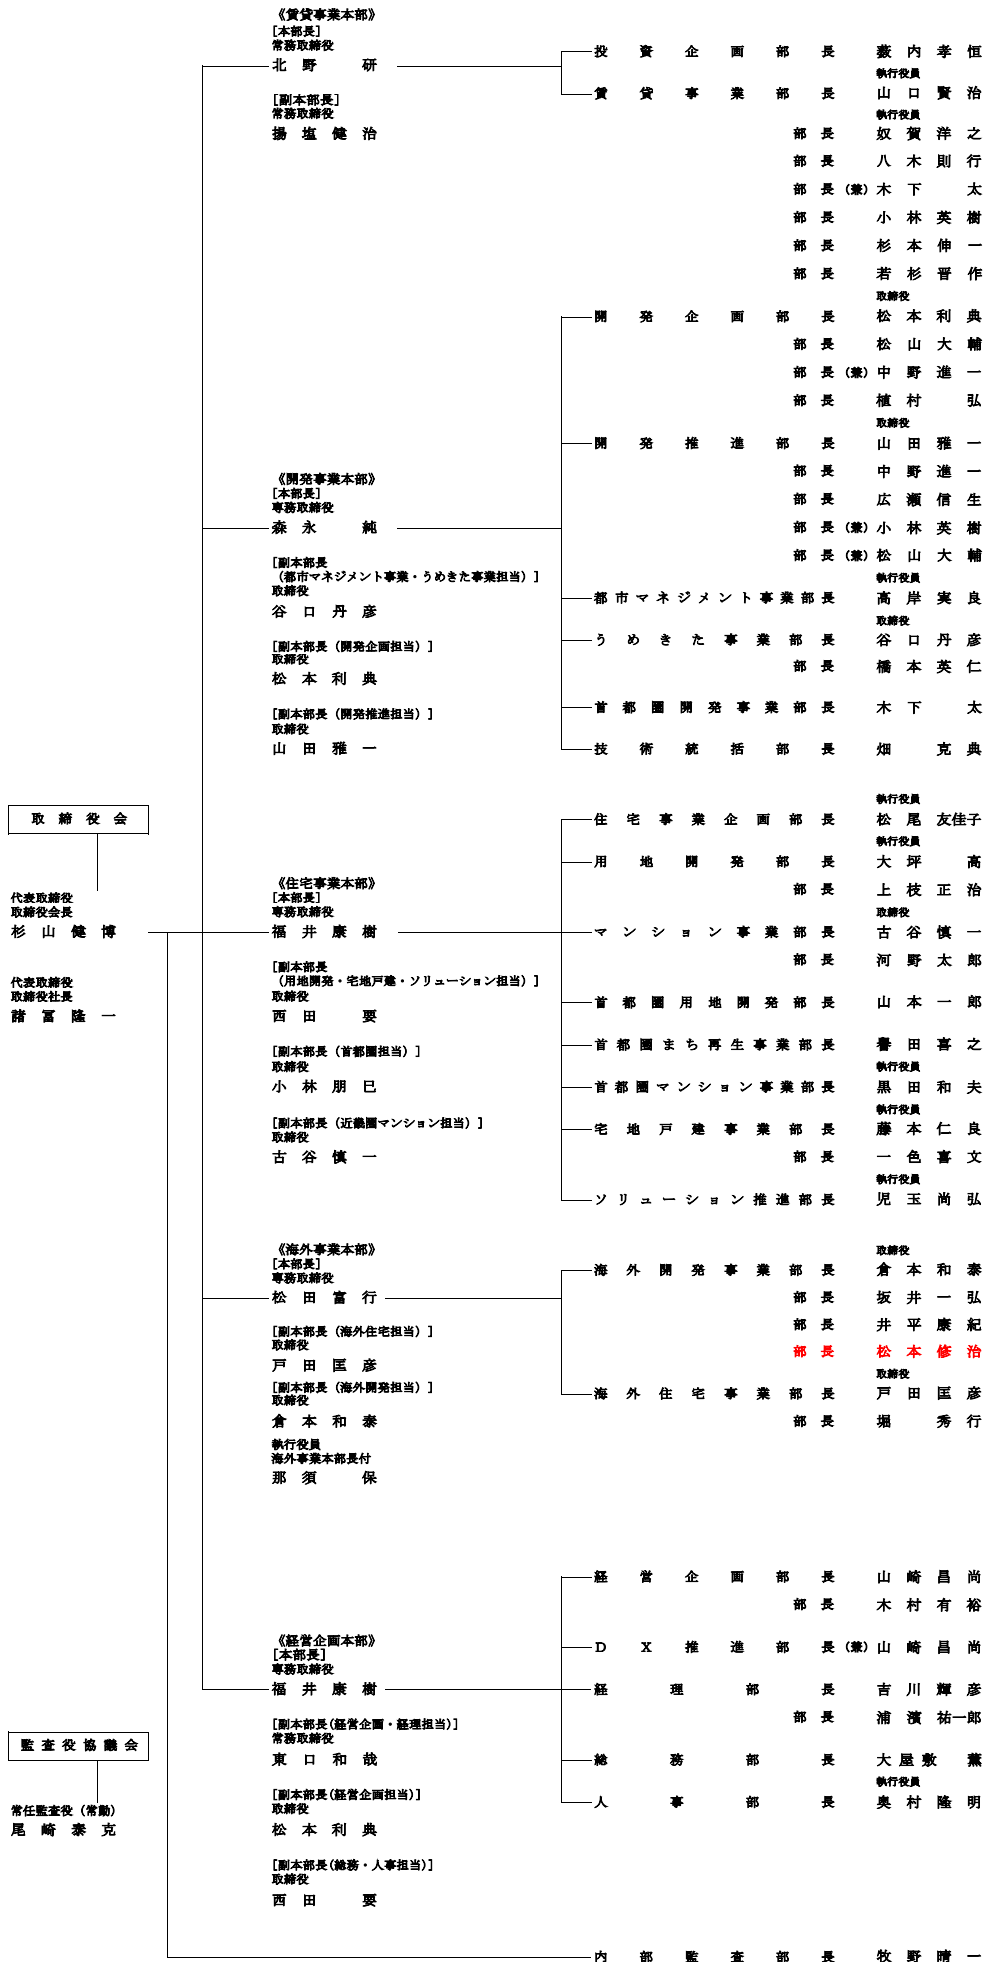 取締役会
代表取締役
取締役会長
杉山健博
代表取締役
取締役社長
諸冨隆一
監査役協議会
常任監査役（常勤）
尾崎泰克
《賃貸事業本部》
[本部長]
常務取締役
北野 研
[副本部長]
常務取締役
揚塩健治
投資企画部長 薮内孝恒
執行役員
賃貸事業部長 山口賢治
執行役員
部長 奴賀洋之
部長 八木則行
部長（兼）木下 太
部長 小林英樹
部長 杉本伸一
部長 若杉晋作
《開発事業本部》
[本部長]
専務取締役
森永 純
[副本部長
（都市マネジメント事業・うめきた事業担当）]
取締役
谷口丹彦
[副本部長（開発企画担当）]
取締役
松本利典
[副本部長（開発推進担当）]
取締役
山田雅一
取締役
開発企画部長 松本利典
部長 松山大輔
部長（兼）中野進一
部長 植村 弘
取締役
開発推進部長 山田雅一
部長 中野進一
部長 広瀬信生
部長（兼）小林英樹
部長（兼）松山大輔
執行役員
都市マネジメント事業部長 高岸実良
取締役
うめきた事業部長 谷口丹彦
部長 橋本英仁
首都圏開発事業部長 木下 太
技術統括部長 畑 克典
《住宅事業本部》
[本部長]
専務取締役
福井康樹
[副本部長
（用地開発・宅地戸建・ソリューション担当）]
取締役
西田 要
[副本部長（首都圏担当）]
取締役
小林朋巳
[副本部長（近畿圏マンション担当）]
取締役
古谷慎一
執行役員
住宅事業企画部長 松尾友佳子
執行役員
用地開発部長 大坪 高
部長 上枝正治
取締役
マンション事業部長 古谷慎一
部長 河野太郎
首都圏用地開発部長 山本一郎
首都圏まち再生事業部長 譽田喜之
執行役員
首都圏マンション事業部長 黒田和夫
執行役員
宅地戸建事業部長 藤本仁良
部長 一色喜文
執行役員
ソリューション推進部長 児玉尚弘
《海外事業本部》
[本部長]
専務取締役
松田富行
[副本部長（海外住宅担当）]
取締役
戸田匡彦
[副本部長（海外開発担当）]
取締役
倉本和泰
執行役員
海外事業本部長付
那須 保
取締役
海外開発事業部長 倉本和泰
部長 坂井一弘
部長 井平康紀
部長 松本修治
取締役
海外住宅事業部長 戸田匡彦
部長 堀 秀行
《経営企画本部》
[本部長]
専務取締役
福井康樹
[副本部長(経営企画・経理担当)]
常務取締役
東口和哉
[副本部長(経営企画担当)]
取締役
松本利典
[副本部長(総務・人事担当)]
取締役
西田 要
経営企画部長 山崎昌尚
部長 木村有裕
ＤＸ推進部長（兼）山崎昌尚
経理部長 吉川輝彦
部長 浦濱祐一郎
総務部長 大屋敷 薫
執行役員
人事部長 奥村隆明
内部監査部長 牧野晴一